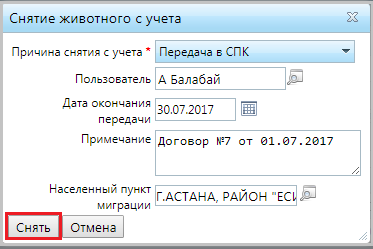 Снятие животного с учета
Причина снятия с учета * Передача в СПК
Пользователь А Балабай
Дата окончания передачи 30.07.2017
Примечание Договор №7 от 01.07.2017
Населенный пункт миграции Г.АСТАНА, РАЙОН "ЕСИ
Снять Отмена